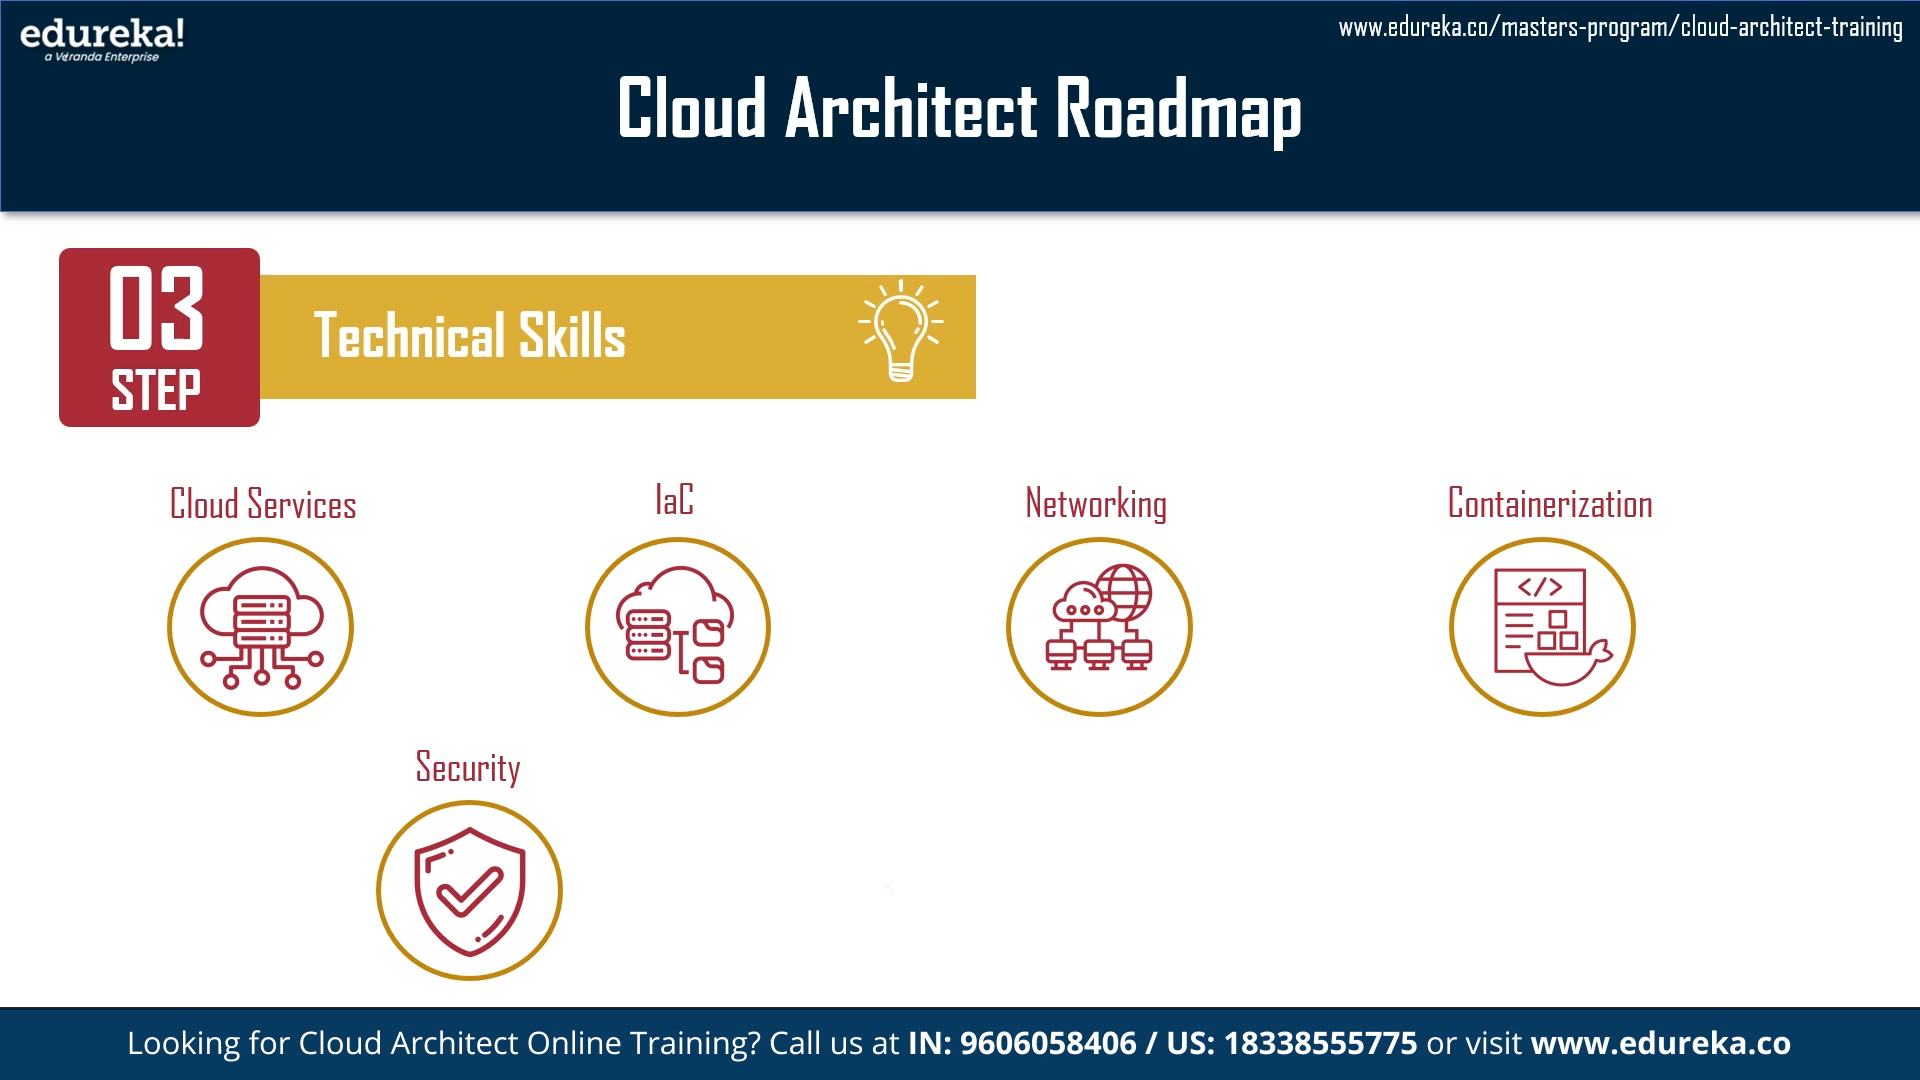 edureka!
a Veranda Enterprise
www.edureka.co/masters-program/cloud-architect-training
Cloud Architect Roadmap
03
STEP
Technical Skills
Cloud Services
IaC
Networking
Containerization
</>
Security
Looking for Cloud Architect Online Training? Call us at IN: 9606058406 / US: 18338555775 or visit www.edureka.co